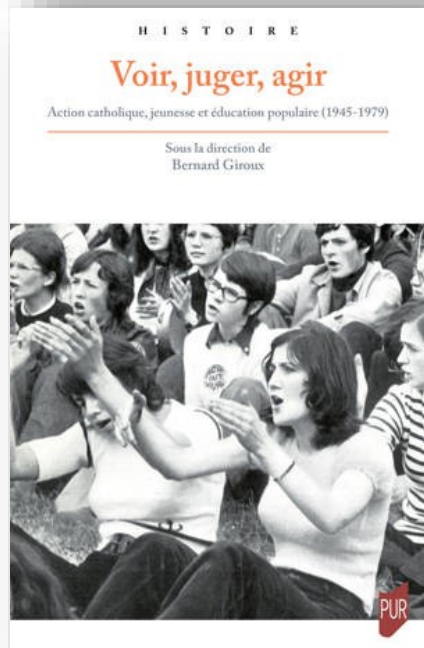 HISTOIRE
Voir, juger, agir
Action catholique, jeunesse et éducation populaire (1945-1979)
Sous la direction de
Bernard Giroux
PUR